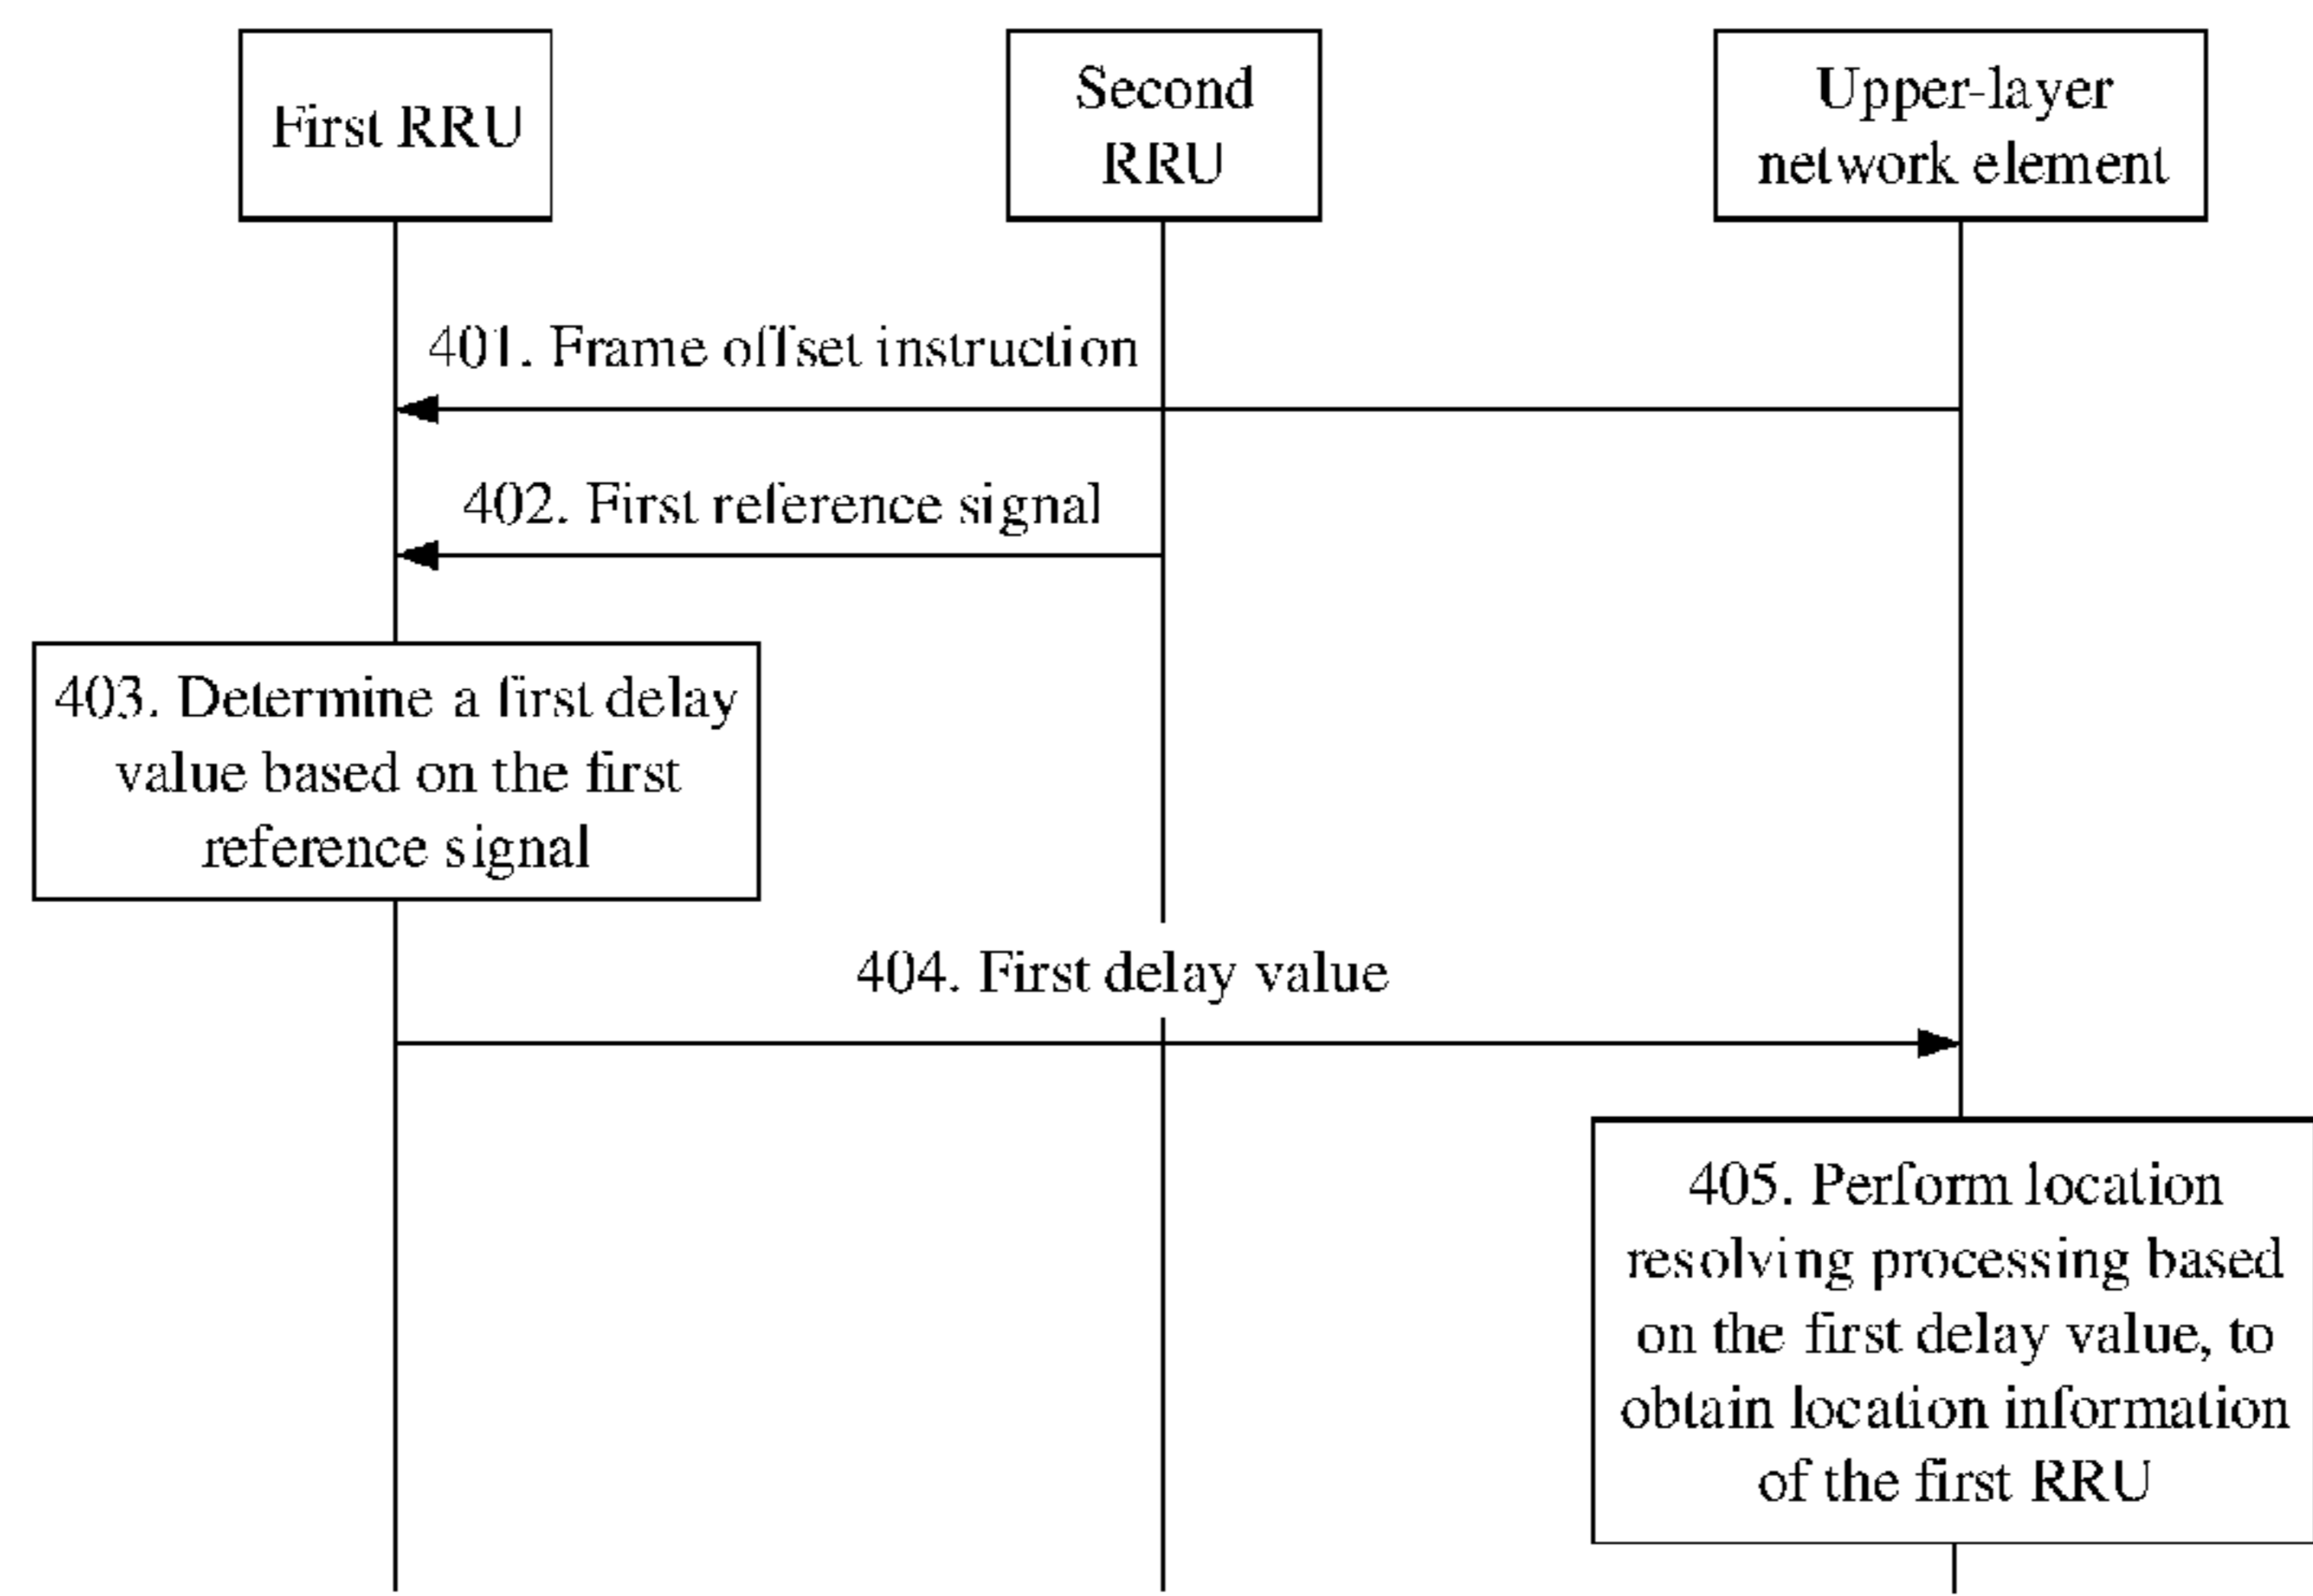 First RRU
Second
RRU
Upper-layer
network element
401. Frame offset instruction
402. First reference signal
403. Determine a first delay
value based on the first
reference signal
404. First delay value
405. Perform location
resolving processing based
on the first delay value, to
obtain location information
of the first RRU